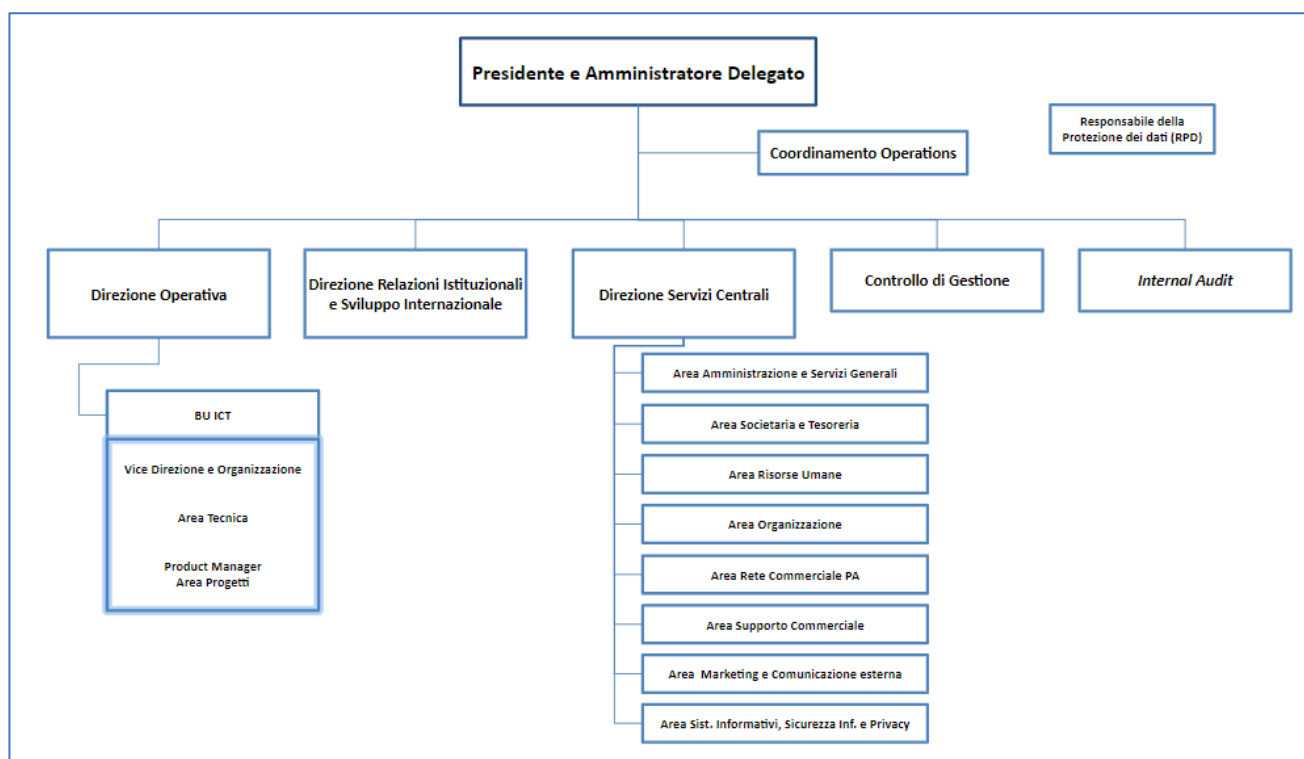 Presidente e Amministratore Delegato
Responsabile della
Protezione dei dati (RPD)
Coordinamento Operations
Direzione Operativa
Direzione Relazioni Istituzionali
e Sviluppo Internazionale
Direzione Servizi Centrali
Controllo di Gestione
Internal Audit
BU ICT
Vice Direzione e Organizzazione
Area Tecnica
Product Manager
Area Progetti
Area Amministrazione e Servizi Generali
Area Societaria e Tesoreria
Area Risorse Umane
Area Organizzazione
Area Rete Commerciale PA
Area Supporto Commerciale
Area Marketing e Comunicazione esterna
Area Sist. Informativi, Sicurezza Inf. e Privacy